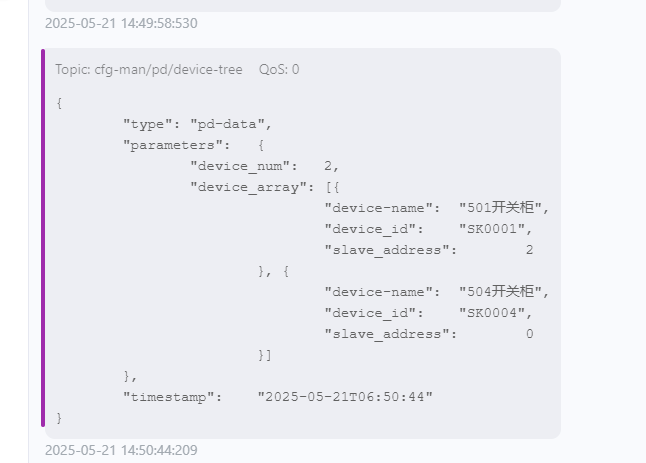 2025-05-21 14:49:58:530
Topic: cfg-man/pd/device-tree QoS: 0
{
"type": "pd-data",
"parameters": {
"device_num": 2,
"device_array": [{
"device-name": "501开关柜",
"device_id": "SK0001",
"slave_address": 2
}, {
"device-name": "504开关柜",
"device_id": "SK0004",
"slave_address": 0
}]
},
"timestamp": "2025-05-21T06:50:44"
}
2025-05-21 14:50:44:209